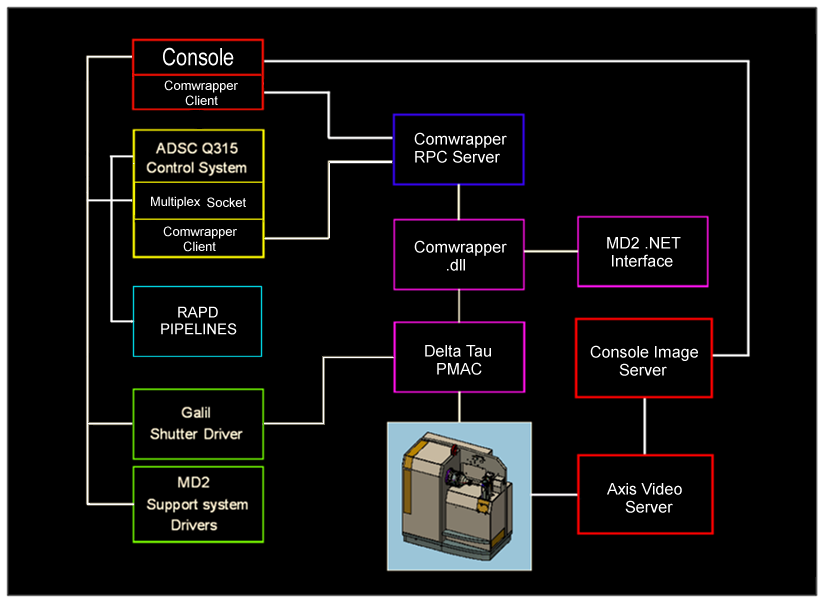 Console
Comwrapper
Client
ADSC Q315
Control System
Multiplex Socket
Comwrapper
Client
RAPD
PIPELINES
Galil
Shutter Driver
MD2
Support system
Drivers
Comwrapper
RPC Server
Comwrapper
.dll
MD2 .NET
Interface
Delta Tau
PMAC
Console Image
Server
Axis Video
Server